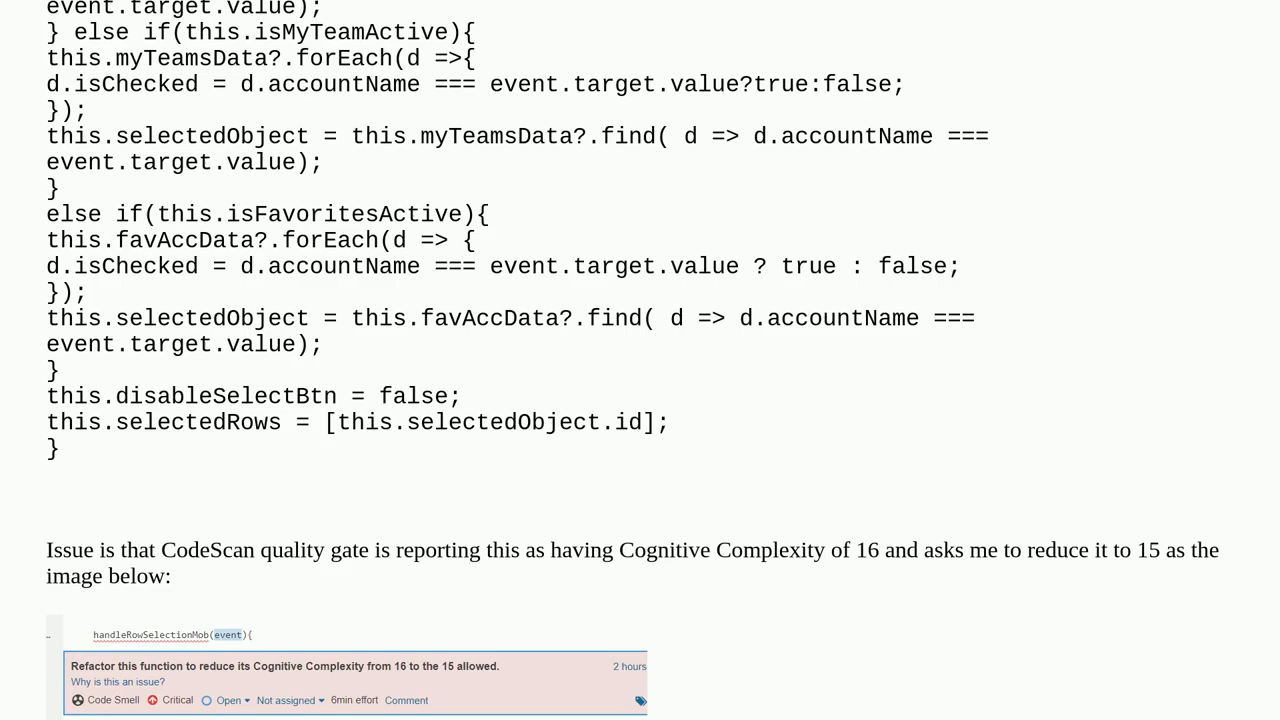 event.target.value);
} else if(this.isMyTeamActive){
this.myTeamsData?.forEach(d =>{
d.isChecked = d.accountName === event.target.value?true:false;
});
this.selectedObject = this.myTeamsData?.find( d => d.accountName ===
event.target.value);
}
else if(this.isFavoritesActive){
this.favAccData?.forEach(d => {
d.isChecked = d.accountName === event.target.value ? true : false;
});
this.selectedObject = this.favAccData?.find( d => d.accountName ===
event.target.value);
}
this.disableSelectBtn = false;
this.selectedRows = [this.selectedObject.id];
}
Issue is that CodeScan quality gate is reporting this as having Cognitive Complexity of 16 and asks me to reduce it to 15 as the
image below:
handleRowSelectionMob(event){
Refactor this function to reduce its Cognitive Complexity from 16 to the 15 allowed. 2 hours
Why is this an issue?
Code Smell Critical Open Not assigned 6min effort Comment